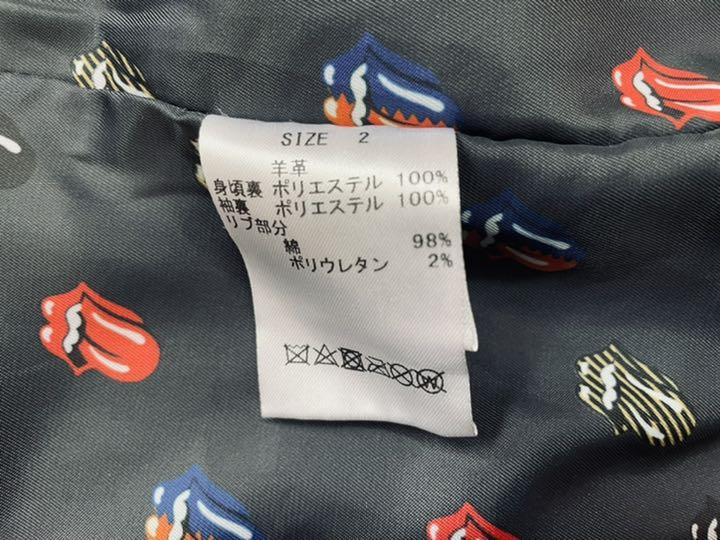 SIZE 2
羊革
身頃裏 ポリエステル 100%
袖裏 ポリエステル 100%
リブ部分
綿 98%
ポリウレタン 2%
W